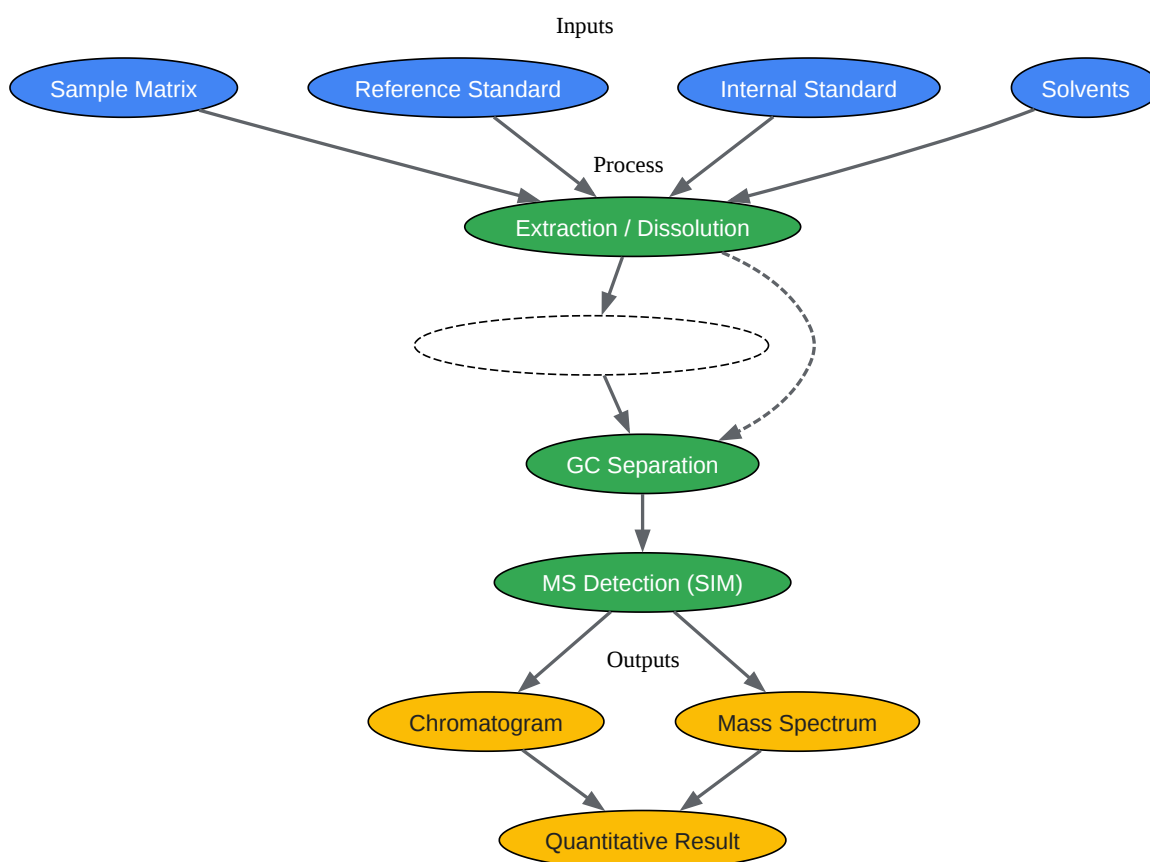 Inputs
Sample Matrix
Reference Standard
Internal Standard
Solvents
Process
Extraction / Dissolution
GC Separation
MS Detection (SIM)
Outputs
Chromatogram
Mass Spectrum
Quantitative Result